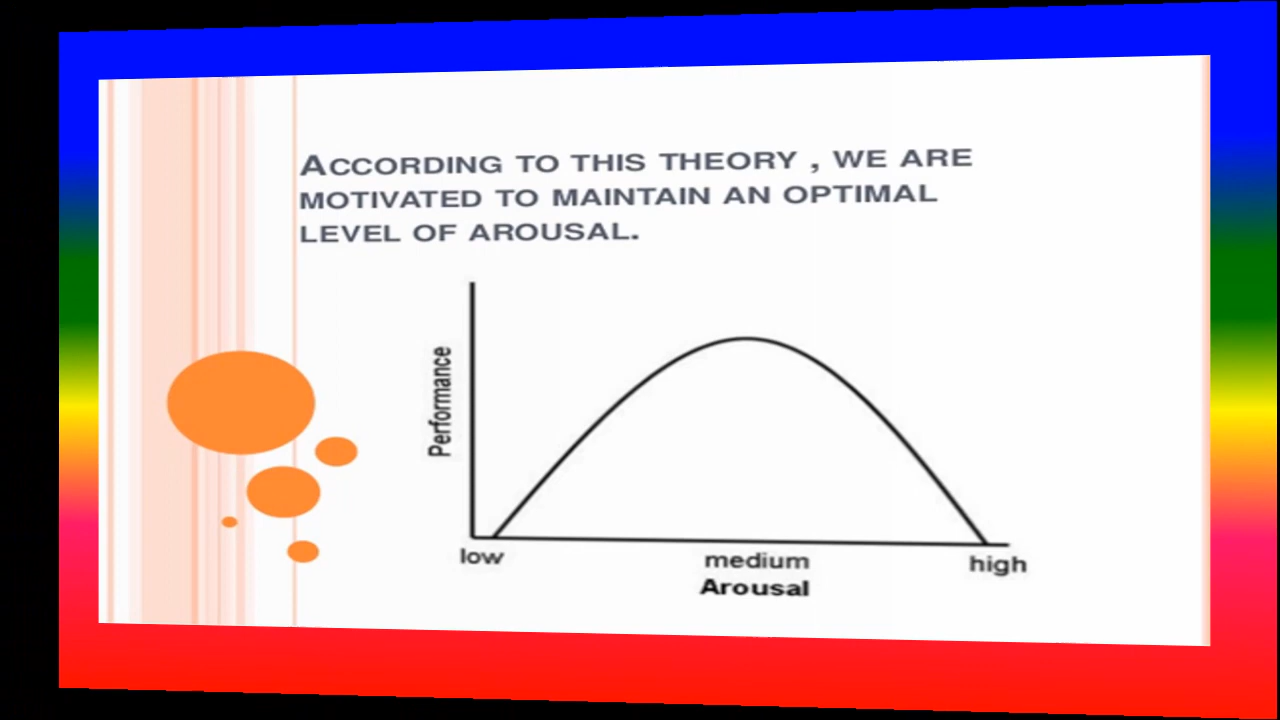 ACCORDING TO THIS THEORY , WE ARE
MOTIVATED TO MAINTAIN AN OPTIMAL
LEVEL OF AROUSAL.
Performance
low medium high
Arousal